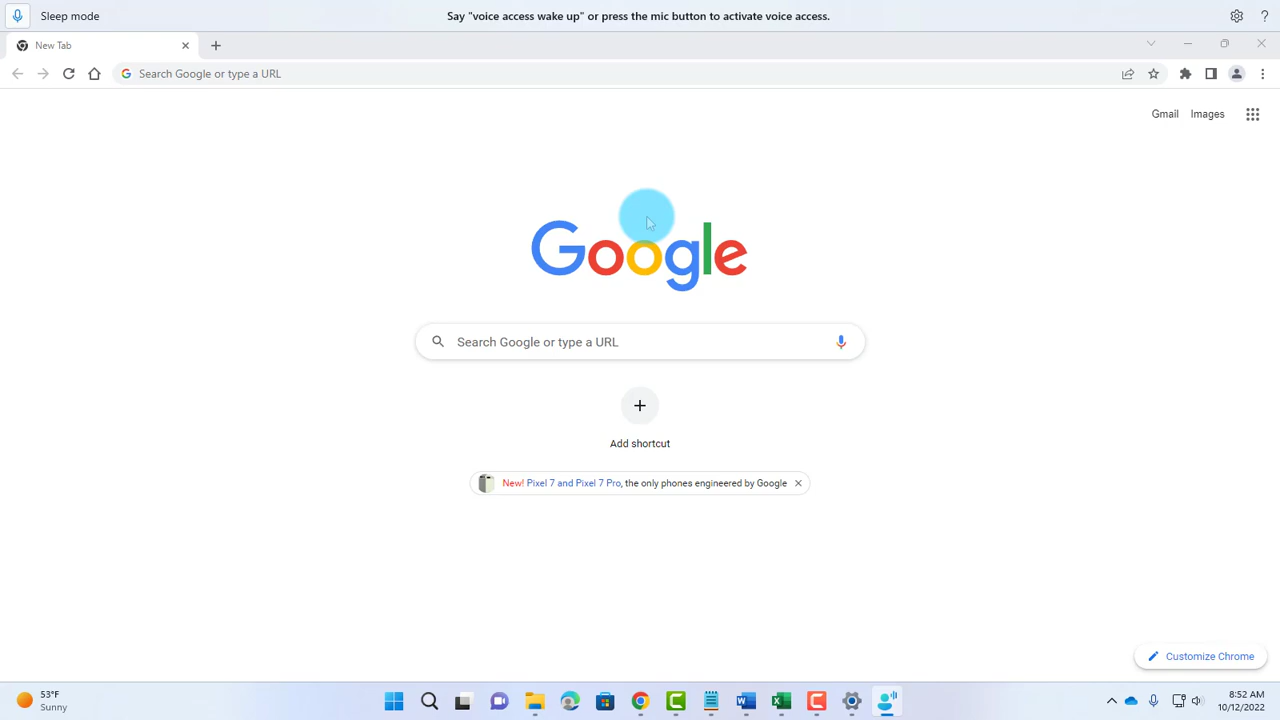 Sleep mode
Say "voice access wake up" or press the mic button to activate voice access.
New Tab
Search Google or type a URL
Gmail
Images
Google
Search Google or type a URL
Add shortcut
New! Pixel 7 and Pixel 7 Pro, the only phones engineered by Google
Customize Chrome
53°F
Sunny
8:52 AM
10/12/2022